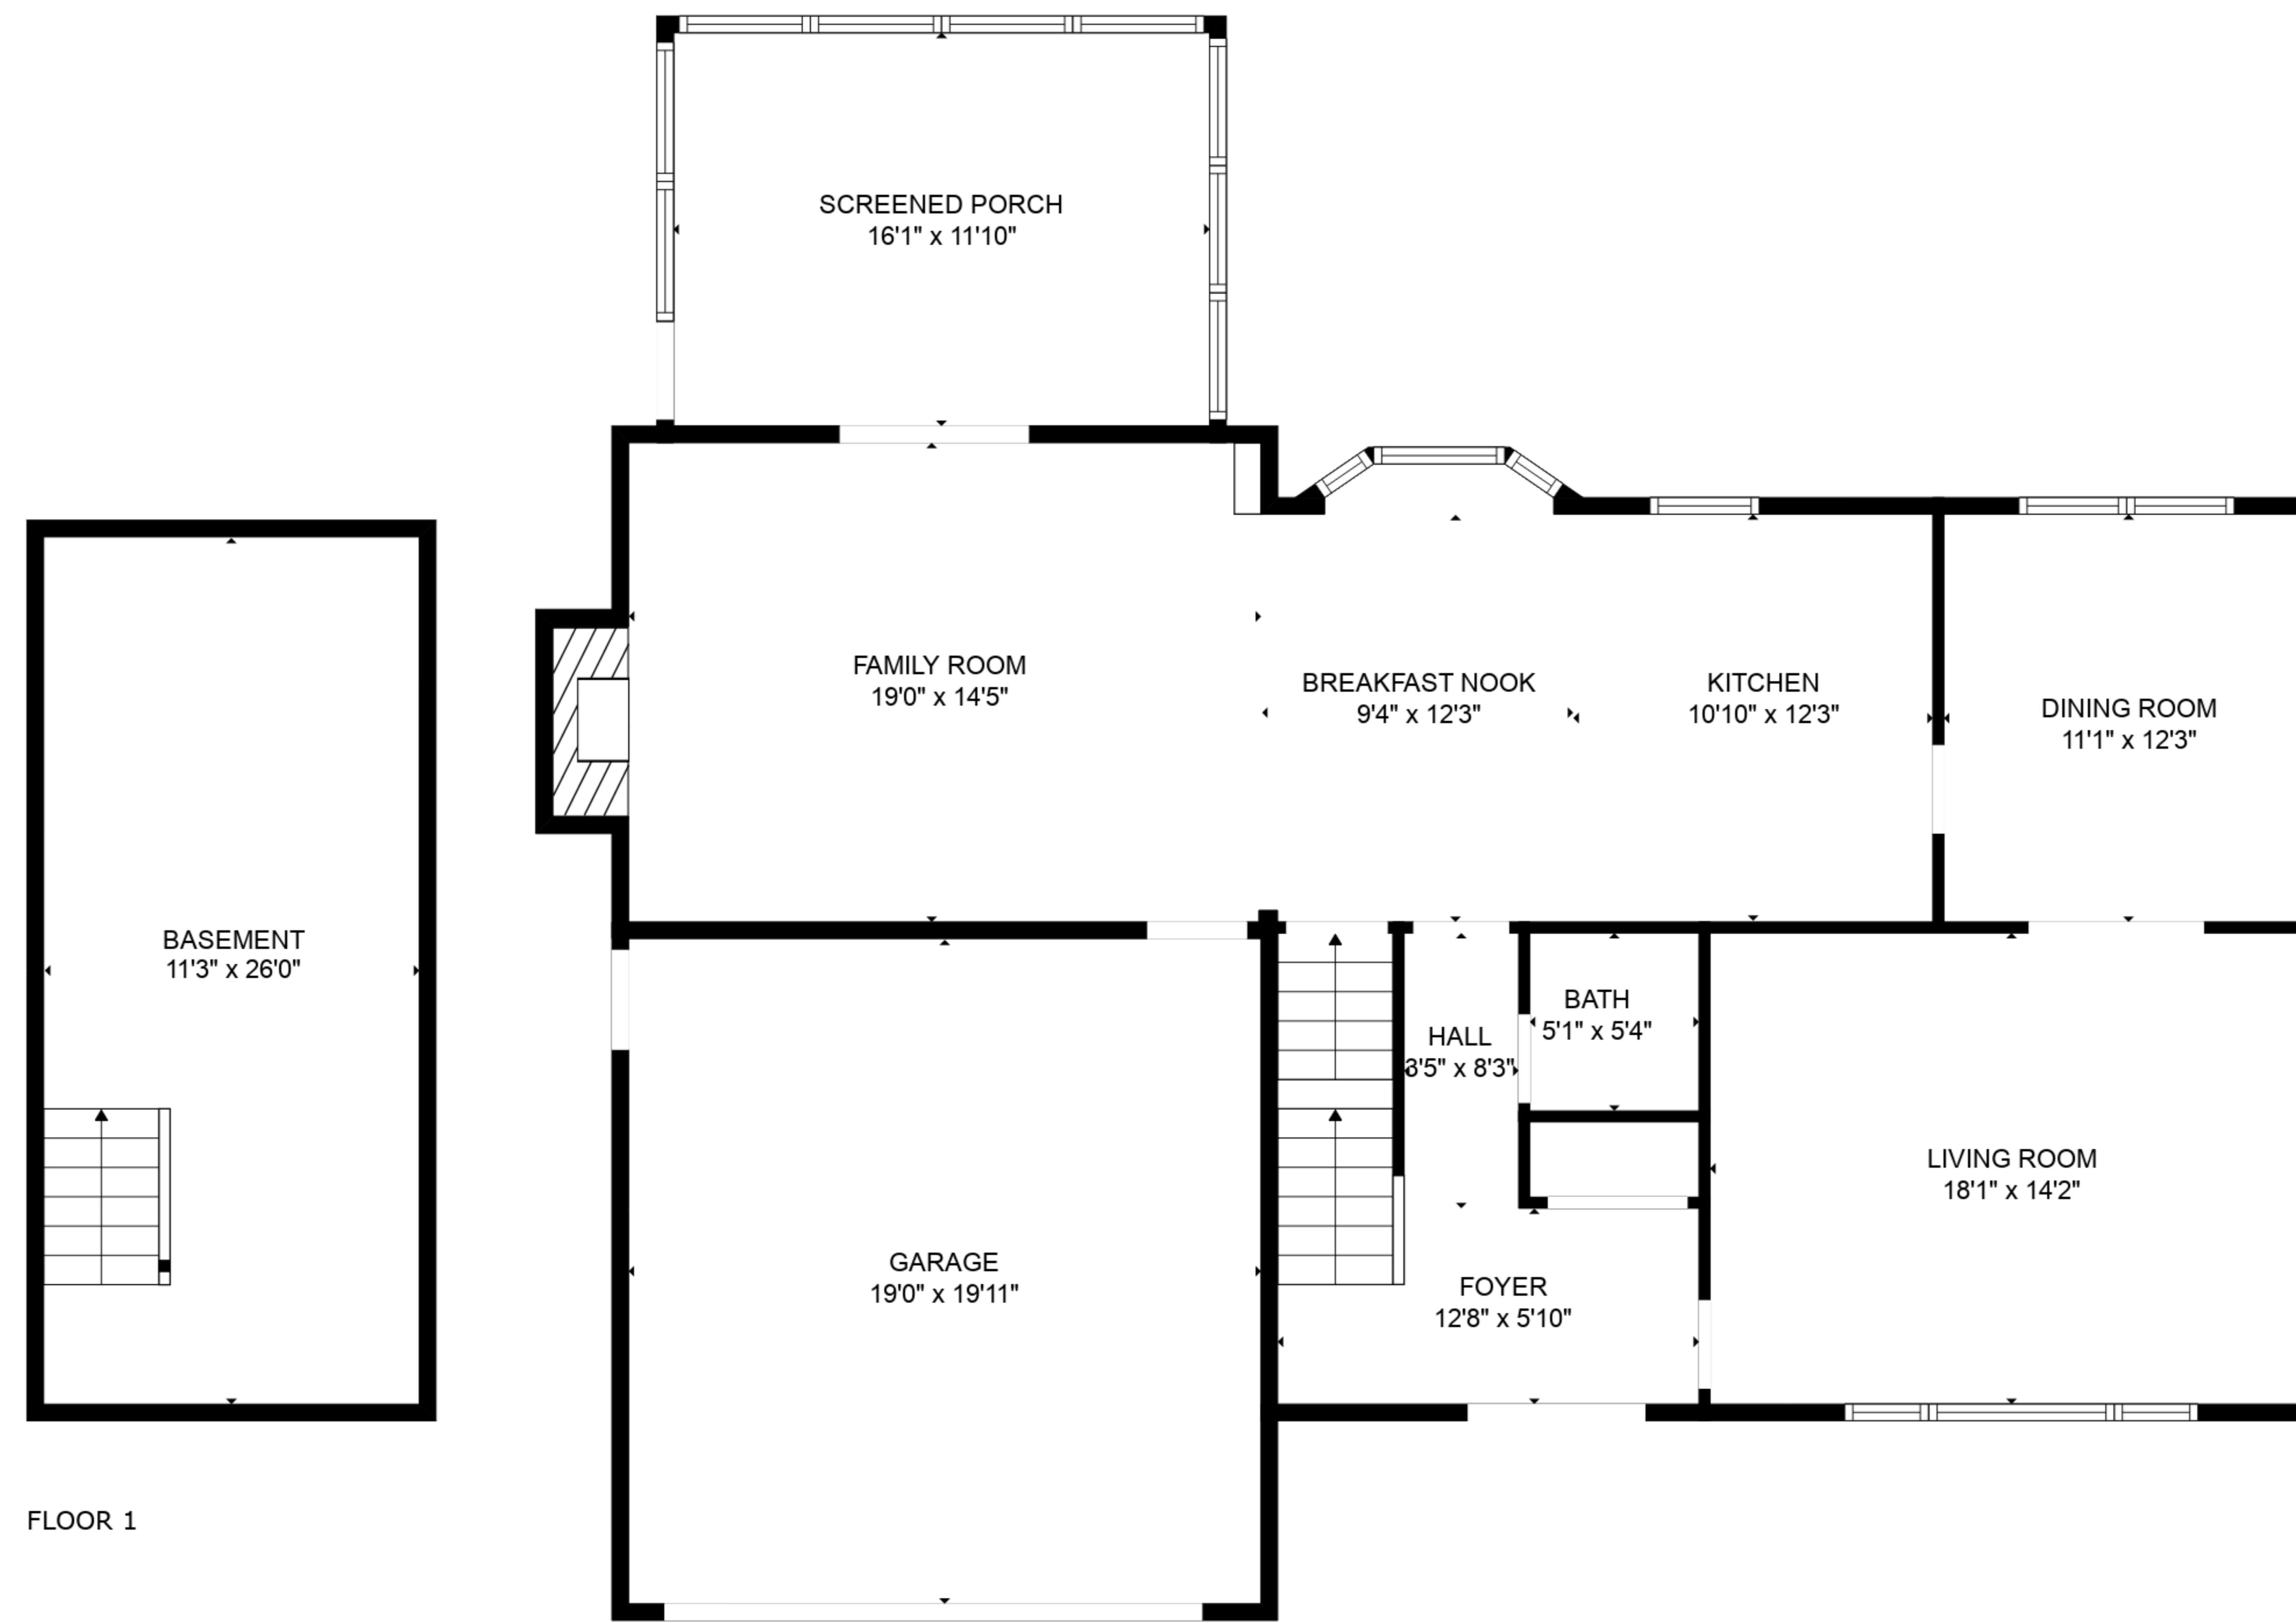 SCREENED PORCH
16'1" x 11'10"
FAMILY ROOM
19'0" x 14'5"
BREAKFAST NOOK
9'4" x 12'3"
KITCHEN
10'10" x 12'3"
DINING ROOM
11'1" x 12'3"
BASEMENT
11'3" x 26'0"
BATH
5'1" x 5'4"
HALL
3'5" x 8'3"
LIVING ROOM
18'1" x 14'2"
GARAGE
19'0" x 19'11"
FOYER
12'8" x 5'10"
FLOOR 1